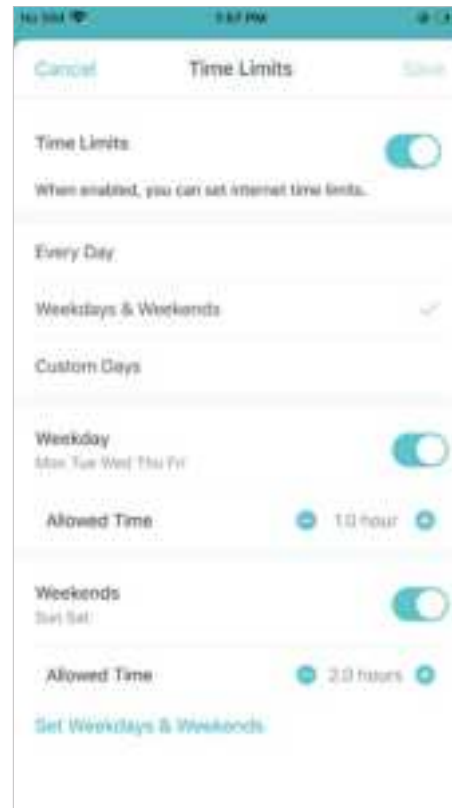 No SIM
Cancel Time Limits Save
Time Limits
When enabled, you can set internet time limits.
Every Day
Weekdays & Weekends
Custom Days
Weekday
Mon Tue Wed Thu Fri
Allowed Time 1.0 hour
Weekends
Sun Sat
Allowed Time 2.0 hours
Set Weekdays & Weekends